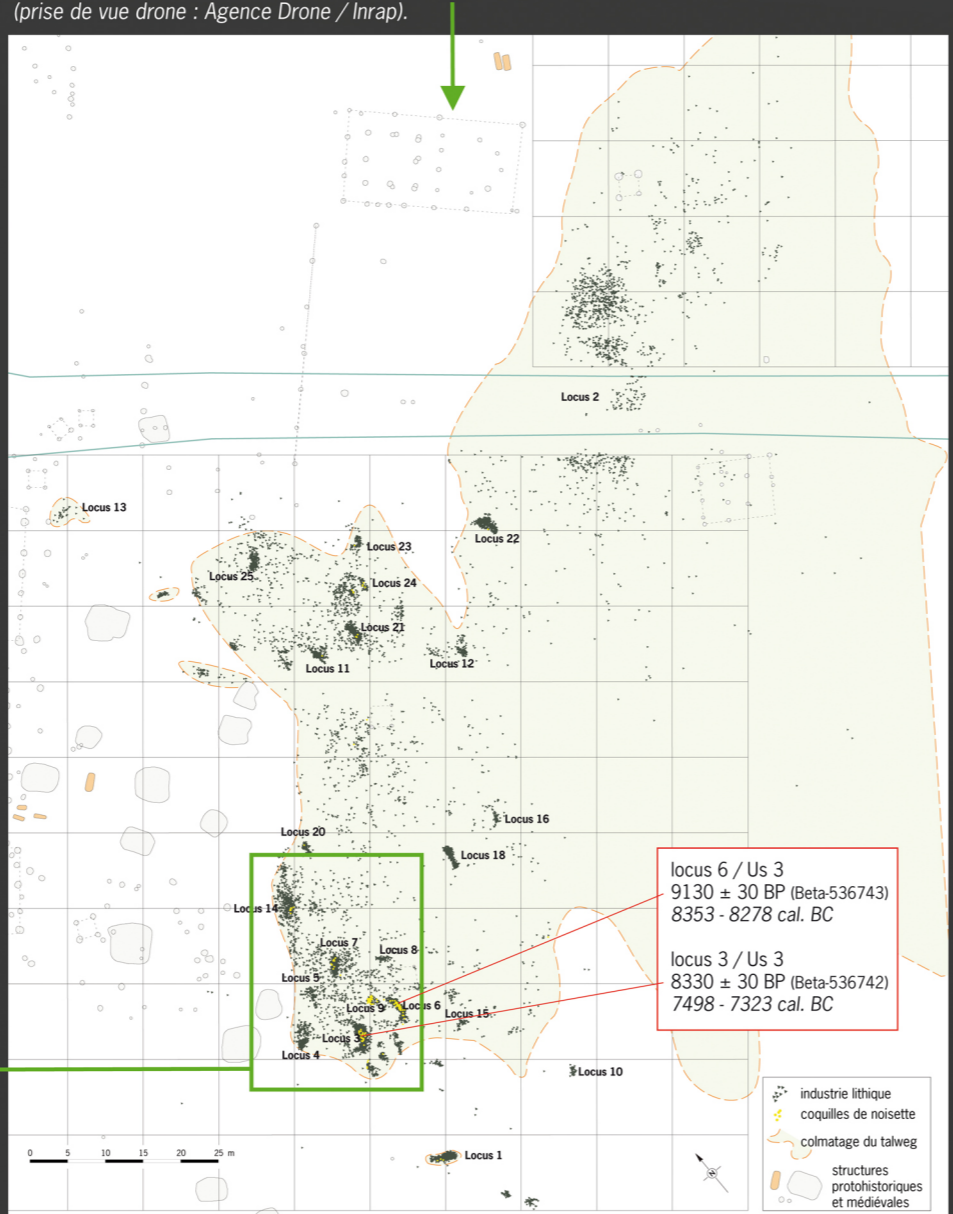 (prise de vue drone : Agence Drone / Inrap).
Locus 2
Locus 13
Locus 22
Locus 23
Locus 25
Locus 24
Locus 21
Locus 11
Locus 12
Locus 16
Locus 20
Locus 18
locus 6 / Us 3
9130 ± 30 BP (Beta-536743)
8353 - 8278 cal. BC
locus 3 / Us 3
8330 ± 30 BP (Beta-536742)
7498 - 7323 cal. BC
Locus 14
Locus 7
Locus 8
Locus 5
Locus 9
Locus 6
Locus 15
Locus 3
Locus 4
Locus 10
Locus 1
0 5 10 15 20 25 m
N
industrie lithique
coquilles de noisette
colmatage du talweg
structures
protohistoriques
et médiévales